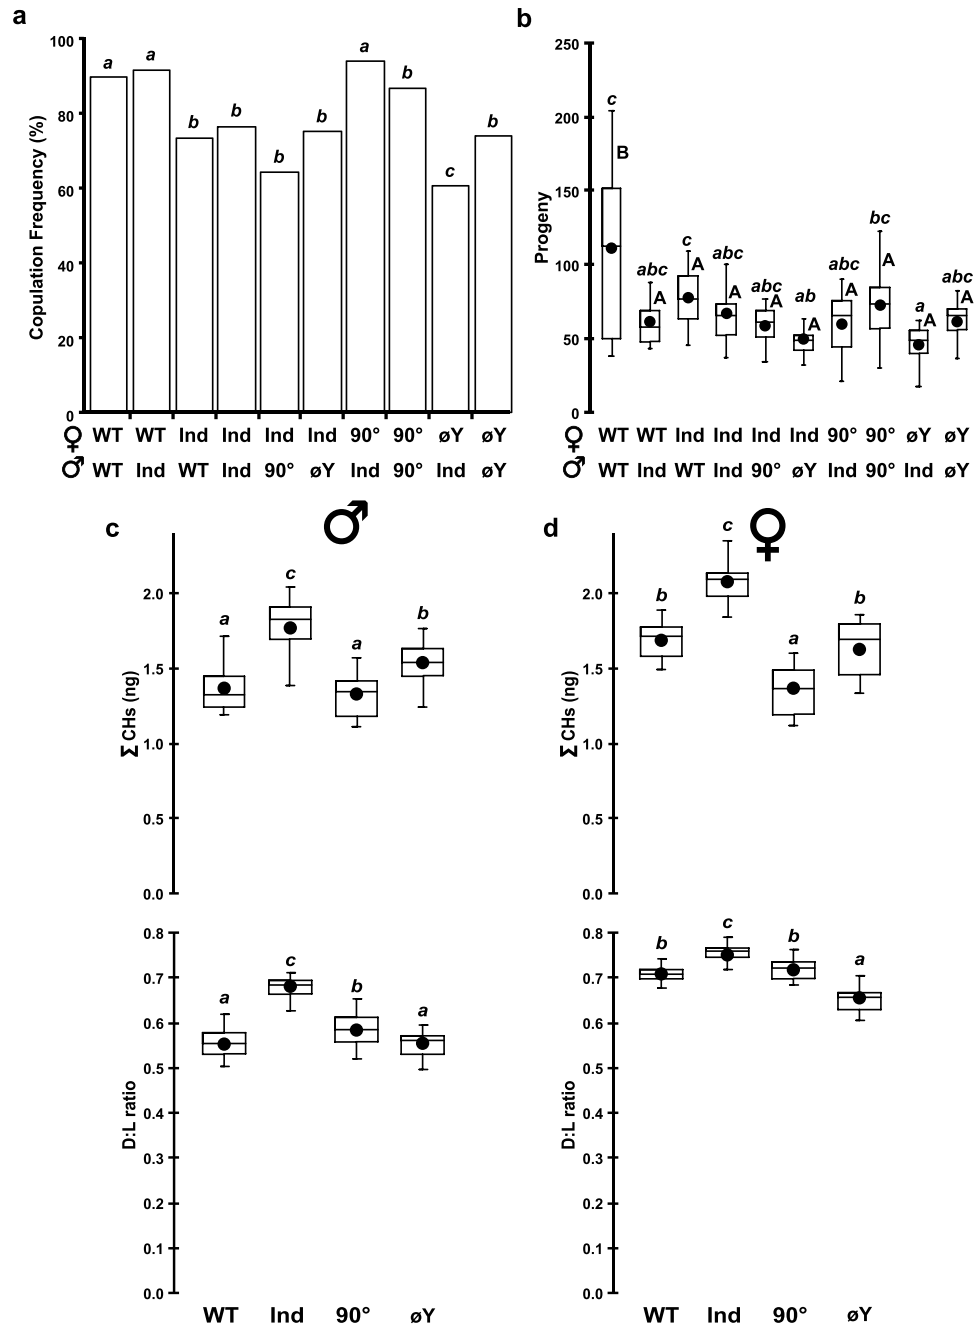 a
Copulation Frequency (%)
100
80
60
40
20
0
a a b b b b a b c b
♀ WT WT Ind Ind Ind Ind 90° 90° øY øY
♂ WT Ind WT Ind 90° øY Ind 90° Ind øY
b
Progeny
250
200
150
100
50
0
c abc c abc abc ab abc bc a abc
B A A A A A A A A A
♀ WT WT Ind Ind Ind Ind 90° 90° øY øY
♂ WT Ind WT Ind 90° øY Ind 90° Ind øY
c ♂
Σ CHs (ng)
2.0
1.5
1.0
0.5
0.0
a c a b
D:L ratio
0.8
0.7
0.6
0.5
0.4
0.3
0.2
0.1
0.0
a c b a
WT Ind 90° øY
d ♀
Σ CHs (ng)
2.0
1.5
1.0
0.5
0.0
b c a b
D:L ratio
0.8
0.7
0.6
0.5
0.4
0.3
0.2
0.1
0.0
b c b a
WT Ind 90° øY